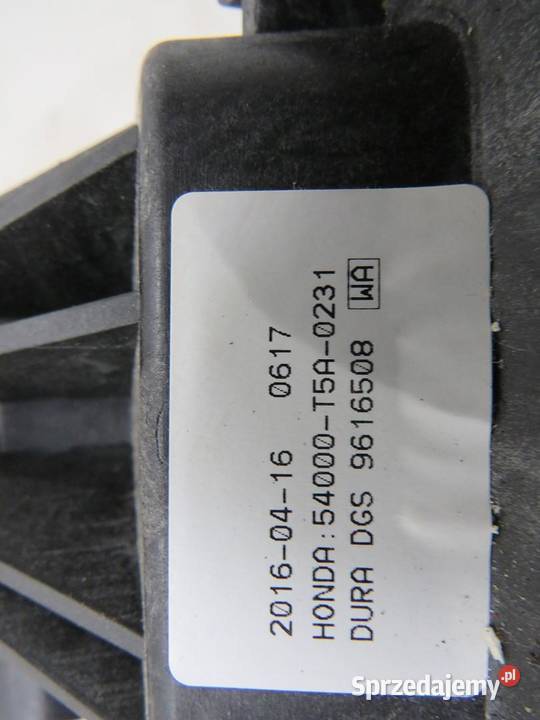 2016-04-16 0617
HONDA:54000-T5A-0231
DURA DGS 9616508 WA
Sprzedajemy.pl